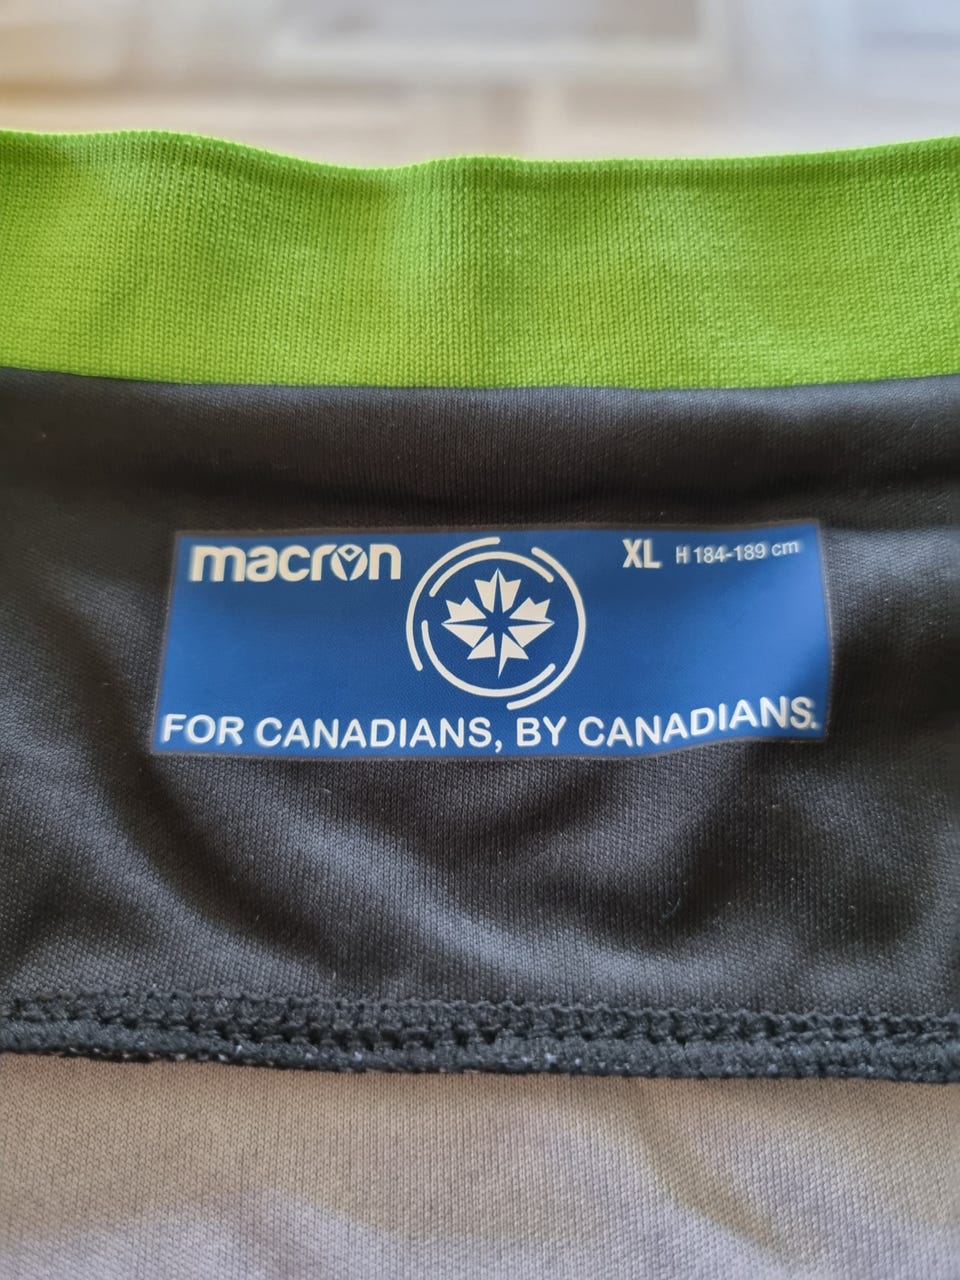 macron
XL H 184-189 cm
FOR CANADIANS, BY CANADIANS.